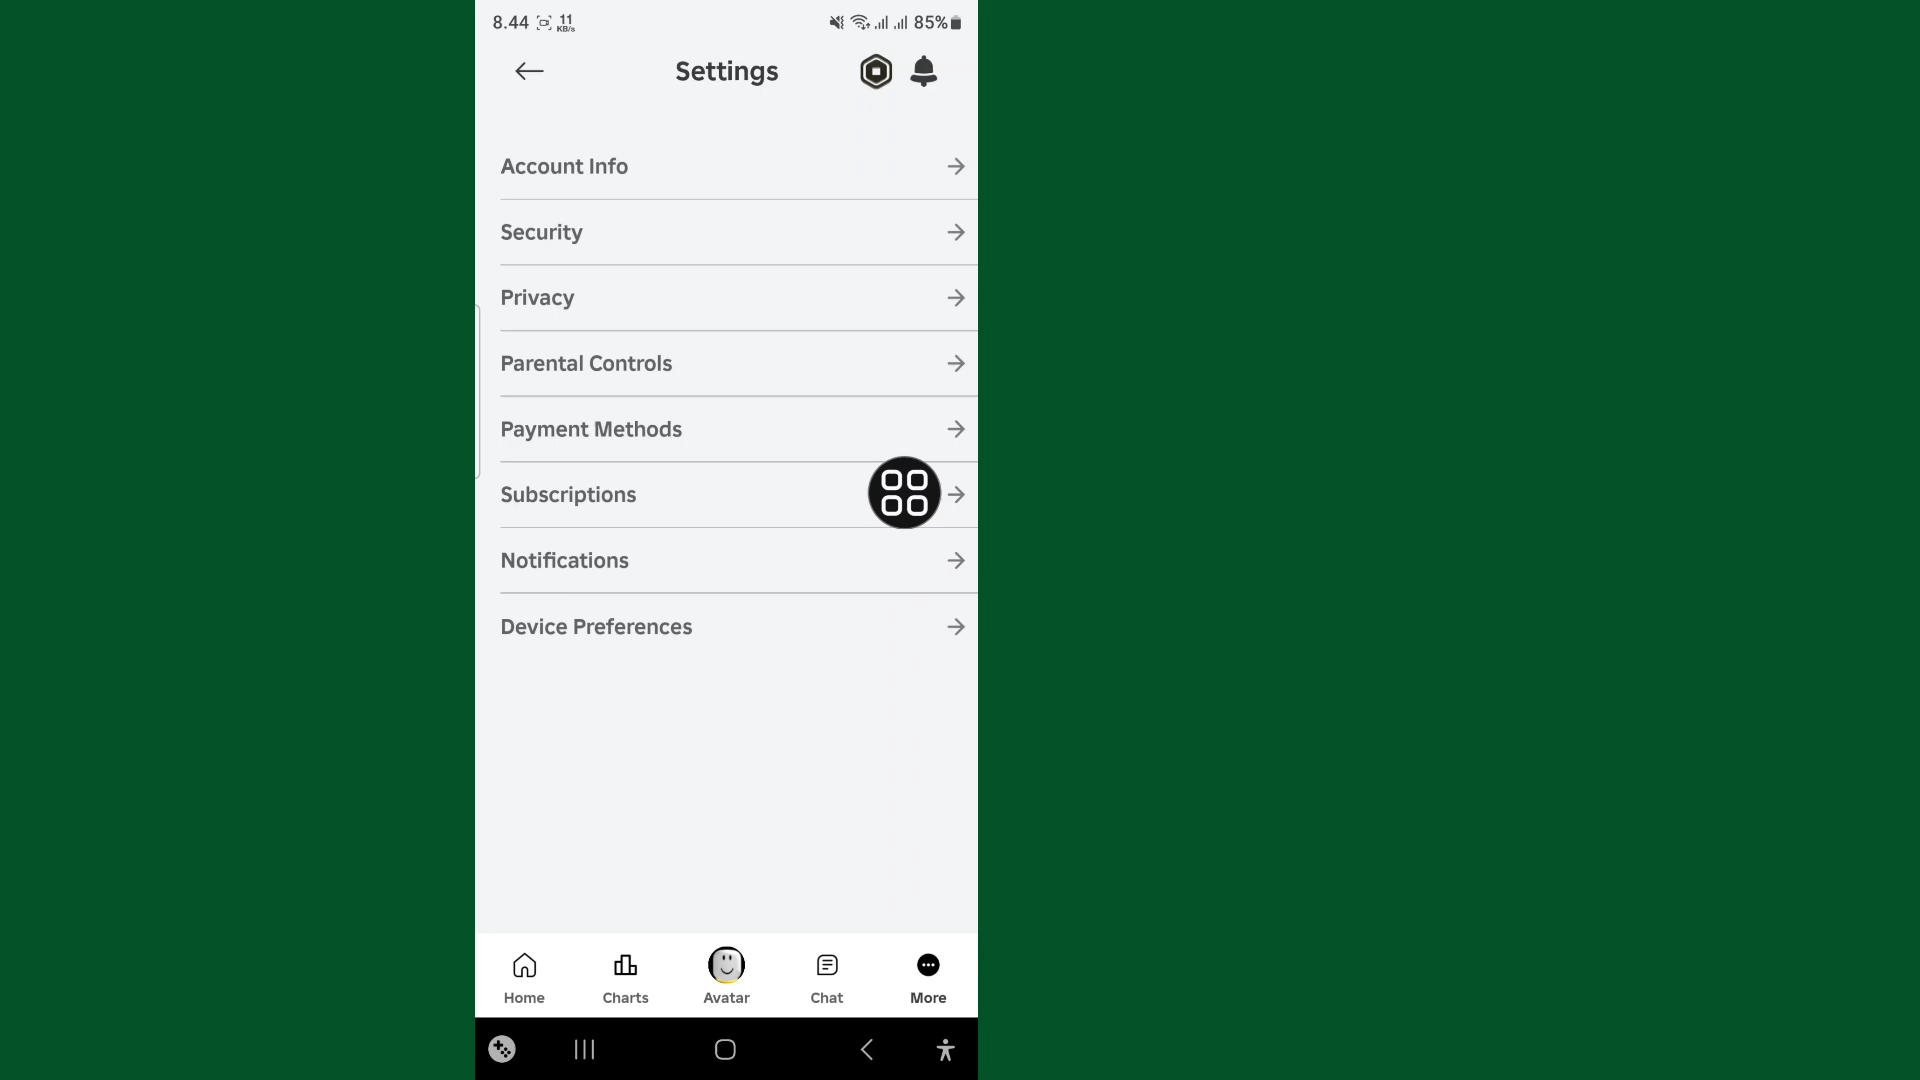 8.44 11 KB/s 85%
Settings
Account Info
Security
Privacy
Parental Controls
Payment Methods
Subscriptions
Notifications
Device Preferences
Home Charts Avatar Chat More